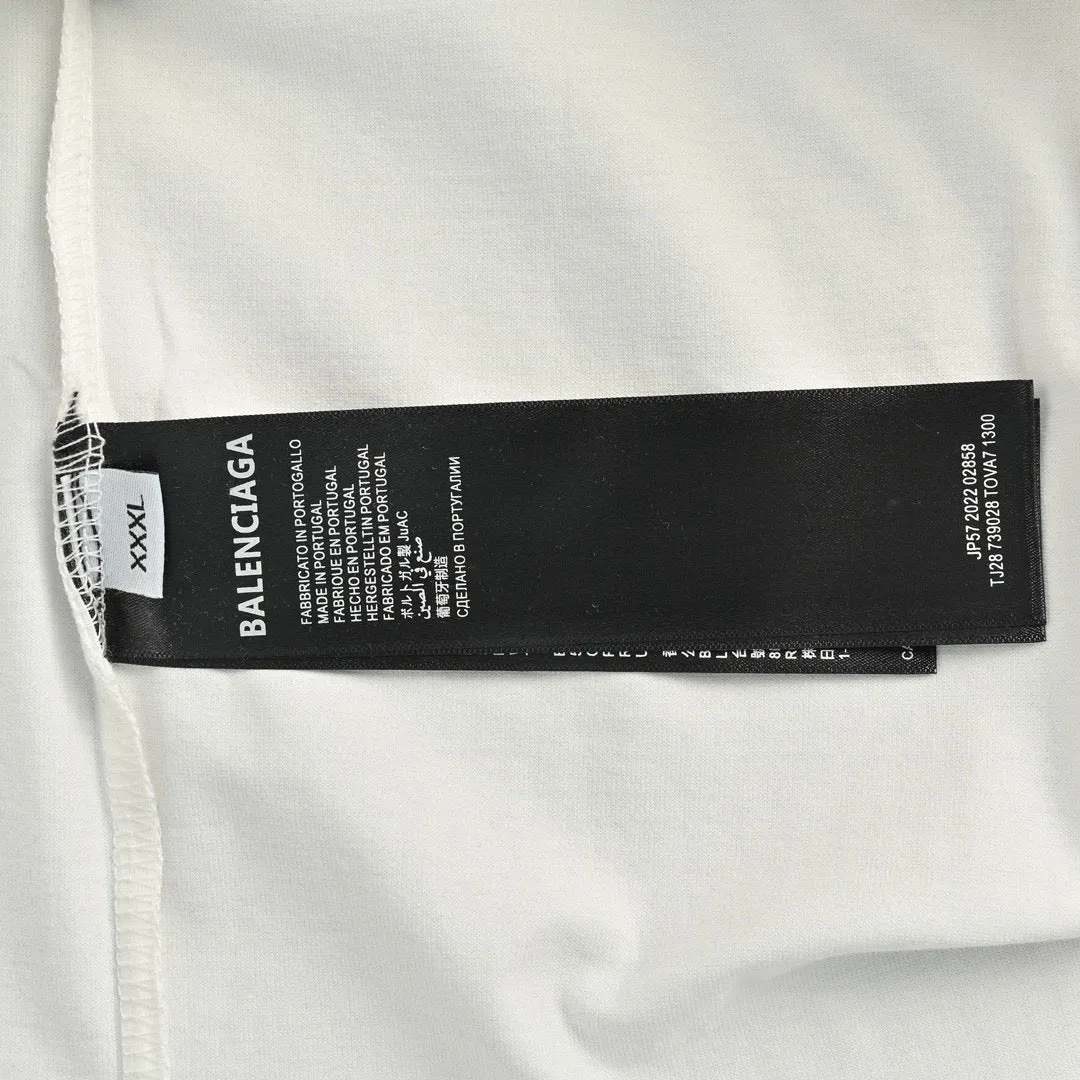 XXXL
BALENCIAGA
FABBRICATO IN PORTOGALLO
MADE IN PORTUGAL
FABRIQUE EN PORTUGAL
HECHO EN PORTUGAL
HERGESTELLT IN PORTUGAL
FABRICADO EM PORTUGAL
ポルトガル製 JuAC
صنع في الصين
葡萄牙制造
СДЕЛАНО В ПОРТУГАЛИИ
JP57 2022 02858
TJ28 739028 TOVA7 1300